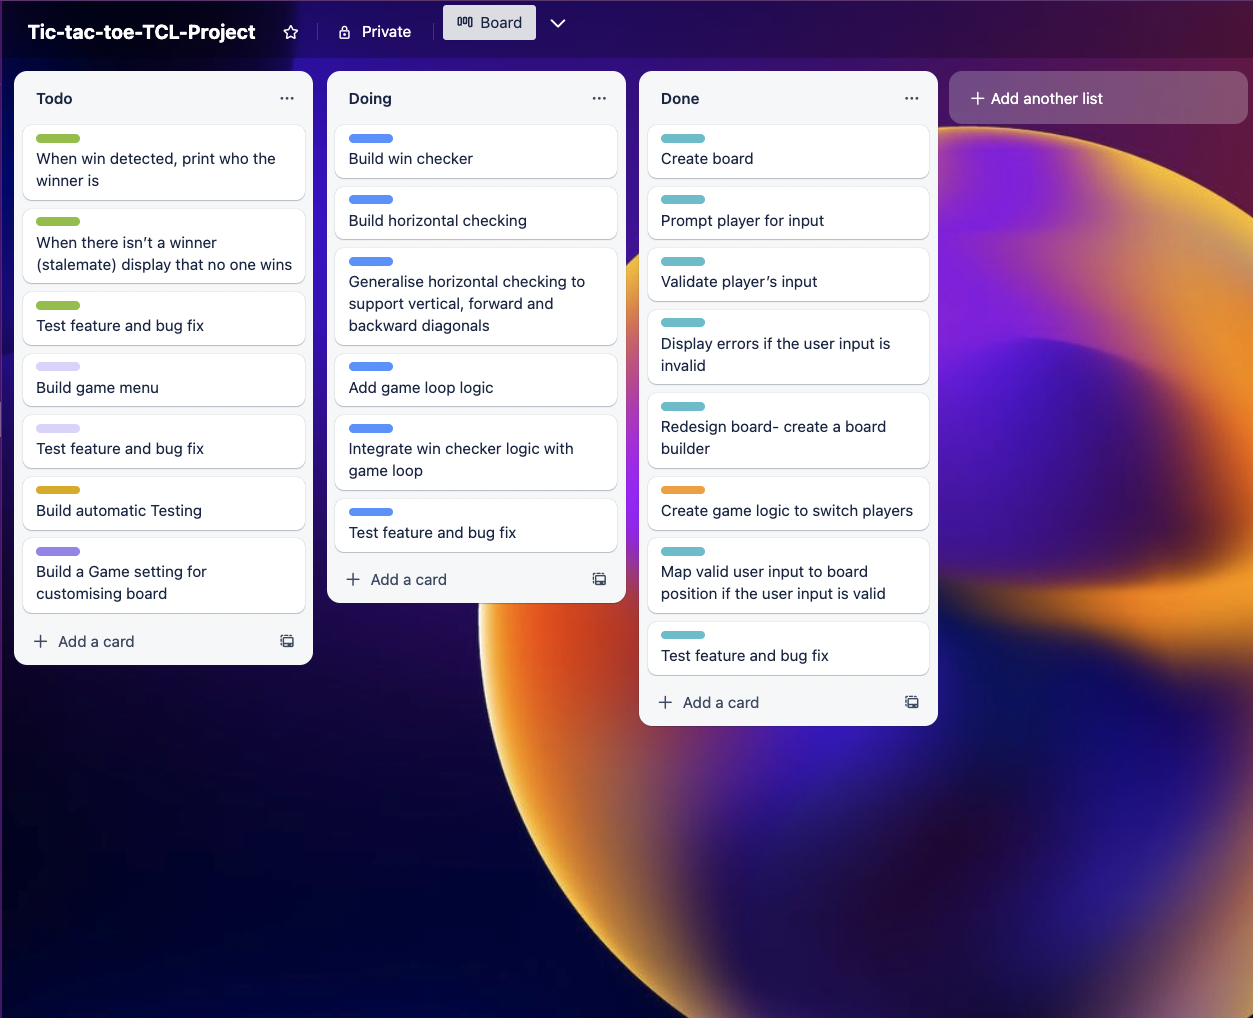 Tic-tac-toe-TCL-Project
Private
Board
Todo
When win detected, print who the
winner is
When there isn’t a winner
(stalemate) display that no one wins
Test feature and bug fix
Build game menu
Test feature and bug fix
Build automatic Testing
Build a Game setting for
customising board
Add a card
Doing
Build win checker
Build horizontal checking
Generalise horizontal checking to
support vertical, forward and
backward diagonals
Add game loop logic
Integrate win checker logic with
game loop
Test feature and bug fix
Add a card
Done
Create board
Prompt player for input
Validate player’s input
Display errors if the user input is
invalid
Redesign board- create a board
builder
Create game logic to switch players
Map valid user input to board
position if the user input is valid
Test feature and bug fix
Add a card
Add another list